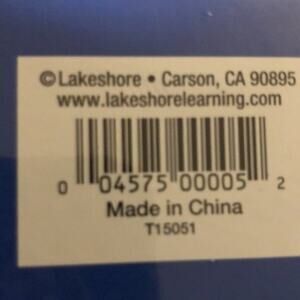 ©Lakeshore • Carson, CA 90895
www.lakeshorelearning.com
0 04575 00005 2
Made in China
T15051